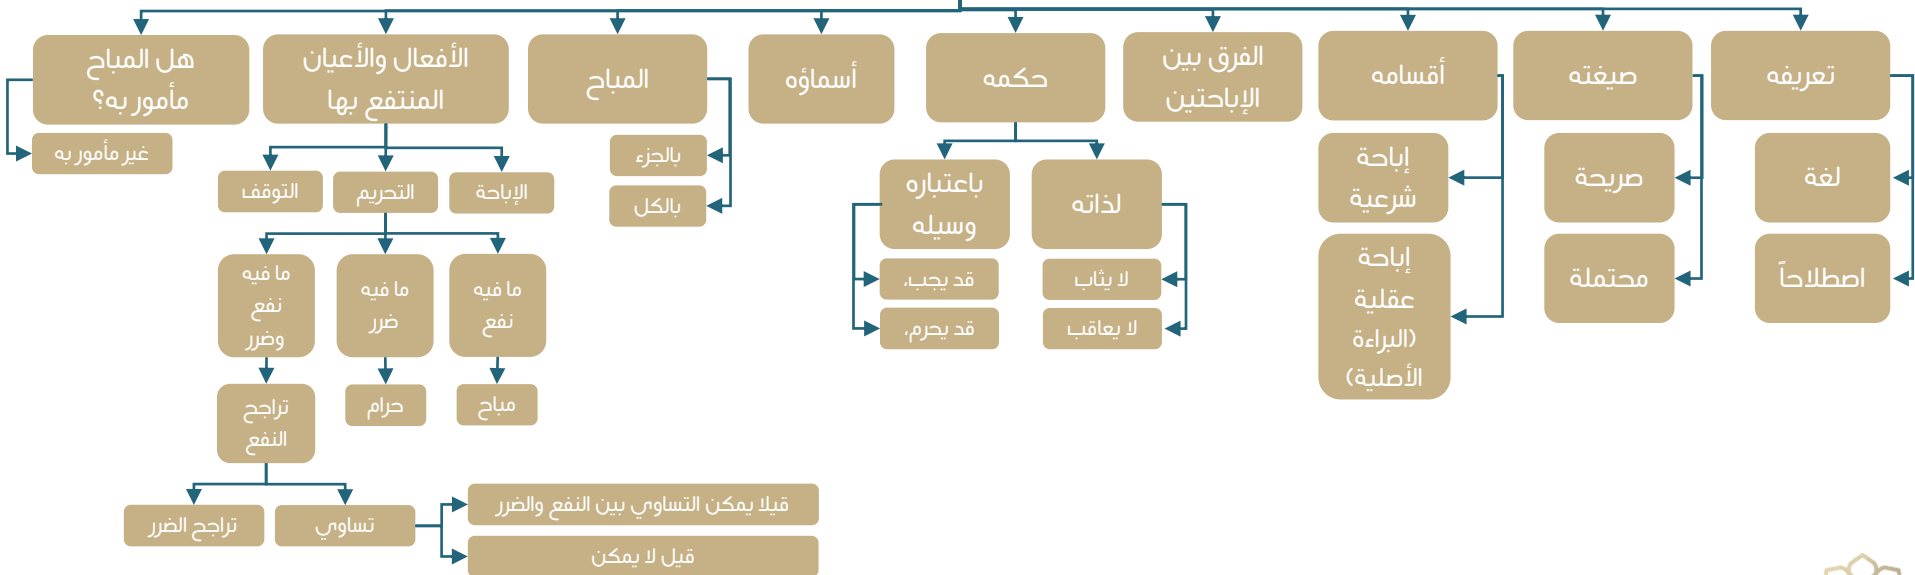 تعريفه
لغة
اصطلاحاً
صيغته
صريحة
محتملة
أقسامه
إباحة
شرعية
إباحة
عقلية
(البراءة
الأصلية)
الفرق بين
الإباحتين
حكمه
لذاته
لا يثاب
لا يعاقب
باعتباره
وسيله
قد يجب،
قد يحرم،
أسماؤه
المباح
بالجزء
بالكل
الأفعال والأعيان
المنتفع بها
الإباحة
التحريم
التوقف
ما فيه
نفع
مباح
ما فيه
ضرر
حرام
ما فيه
نفع
وضرر
تراجح
النفع
تساوي
قيلا يمكن التساوي بين النفع والضرر
قيل لا يمكن
تراجح الضرر
هل المباح
مأمور به؟
غير مأمور به